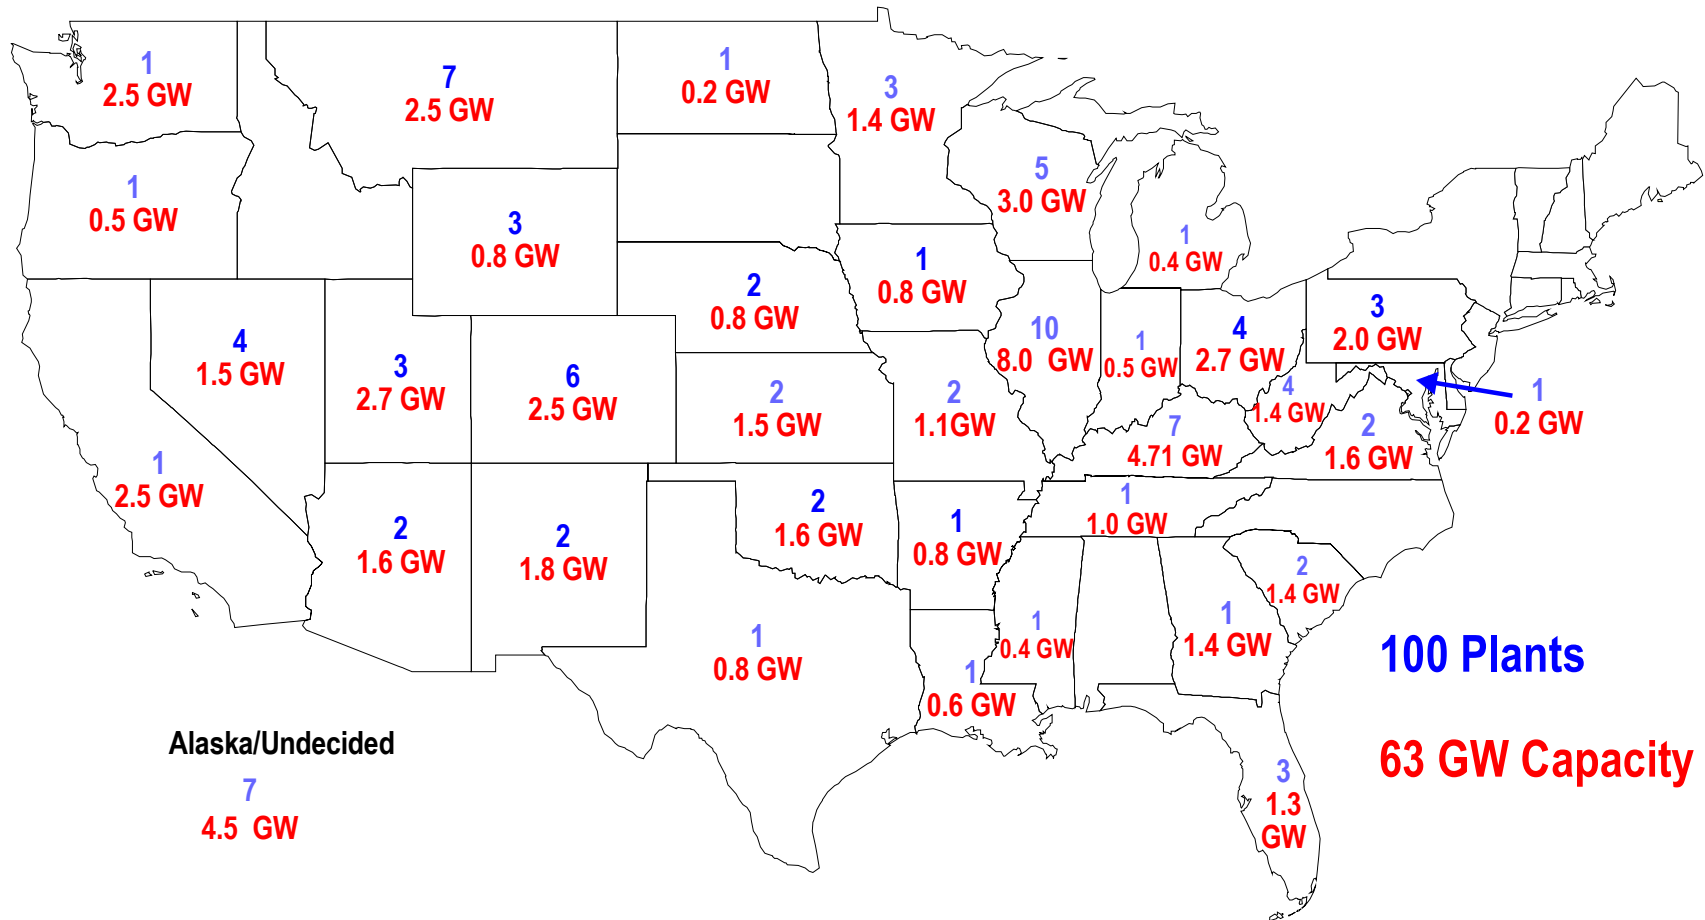 1
2.5 GW
7
2.5 GW
1
0.2 GW
3
1.4 GW
5
3.0 GW
1
0.5 GW
3
0.8 GW
1
0.4 GW
1
0.8 GW
2
0.8 GW
4
1.5 GW
3
2.7 GW
6
2.5 GW
2
1.5 GW
2
1.1GW
10
8.0 GW
1
0.5 GW
4
2.7 GW
3
2.0 GW
4
1.4 GW
1
0.2 GW
7
4.71 GW
2
1.6 GW
1
2.5 GW
2
1.6 GW
2
1.8 GW
2
1.6 GW
1
0.8 GW
1
1.0 GW
2
1.4 GW
1
0.8 GW
1
0.6 GW
1
0.4 GW
1
1.4 GW
100 Plants
63 GW Capacity
Alaska/Undecided
7
4.5 GW
3
1.3
GW